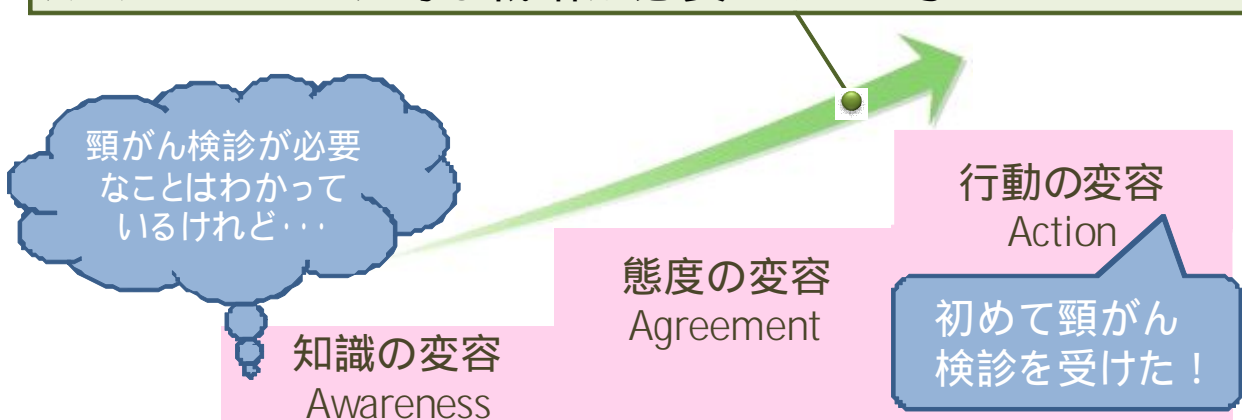 頸がん検診が必要
なことはわかって
いるけれど･･･
知識の変容
Awareness
態度の変容
Agreement
行動の変容
Action
初めて頸がん
検診を受けた！